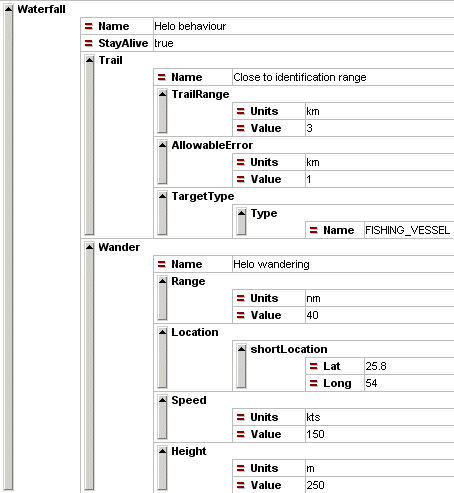 Waterfall
Name Helo behaviour
StayAlive true
Trail
Name Close to identification range
TrailRange
Units km
Value 3
AllowableError
Units km
Value 1
TargetType
Type
Name FISHING_VESSEL
Wander
Name Helo wandering
Range
Units nm
Value 40
Location
shortLocation
Lat 25.8
Long 54
Speed
Units kts
Value 150
Height
Units m
Value 250